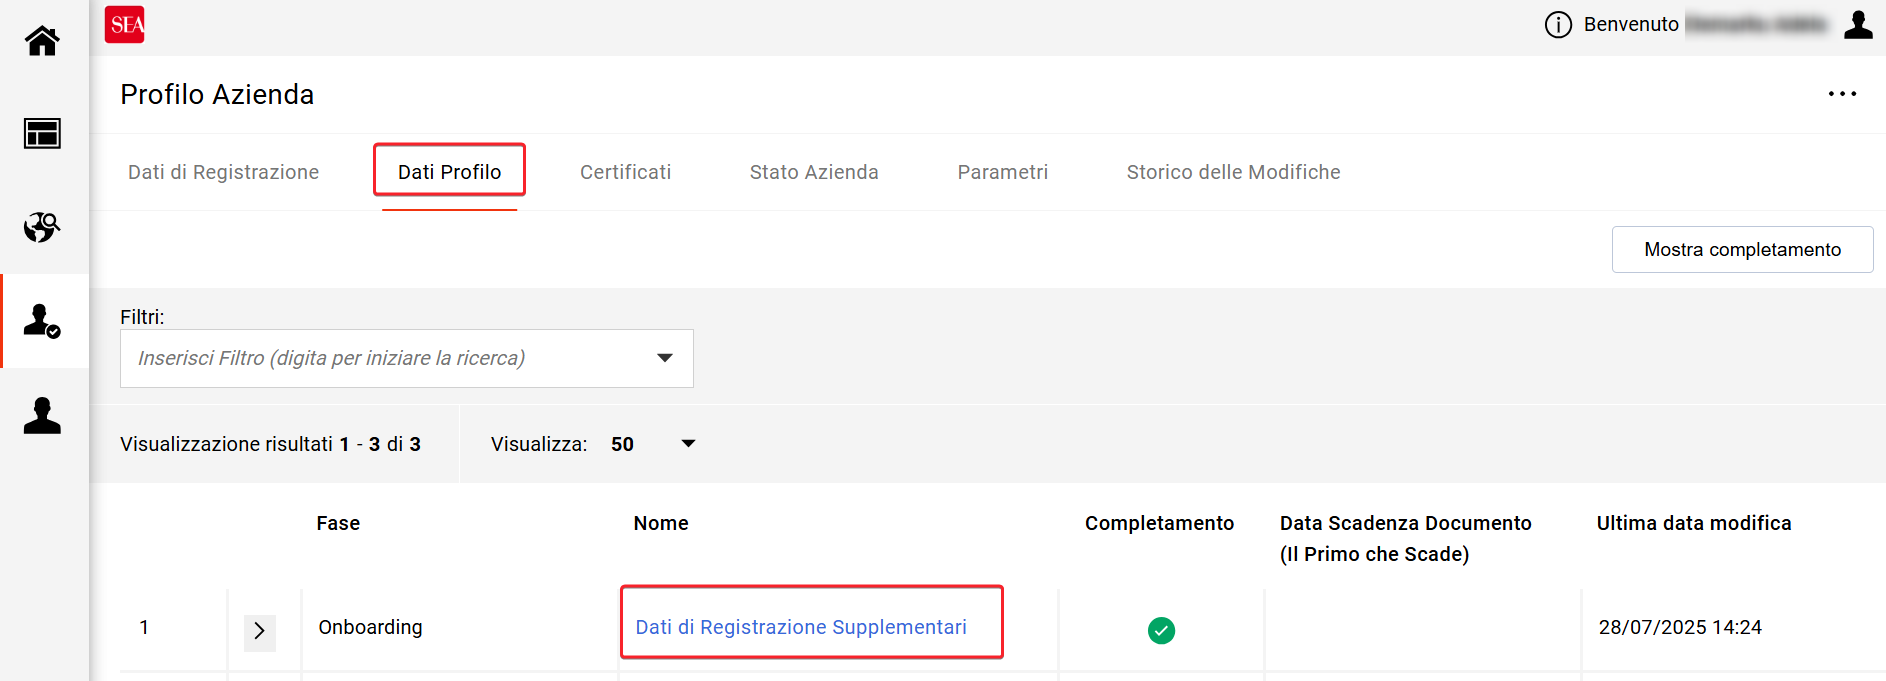 SEA
Benvenuto
Profilo Azienda
Dati di Registrazione
Dati Profilo
Certificati
Stato Azienda
Parametri
Storico delle Modifiche
Mostra completamento
Filtri:
Inserisci Filtro (digita per iniziare la ricerca)
Visualizzazione risultati 1 - 3 di 3
Visualizza: 50
Fase
Nome
Completamento
Data Scadenza Documento
(Il Primo che Scade)
Ultima data modifica
1
Onboarding
Dati di Registrazione Supplementari
28/07/2025 14:24